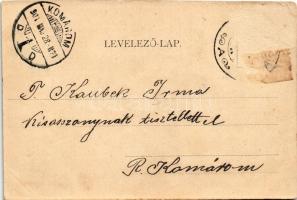 KOMÁROM
LEVELEZŐ-LAP.
T. Kaubek Irma
kisasszonynak tisztelettel
R. Komárom